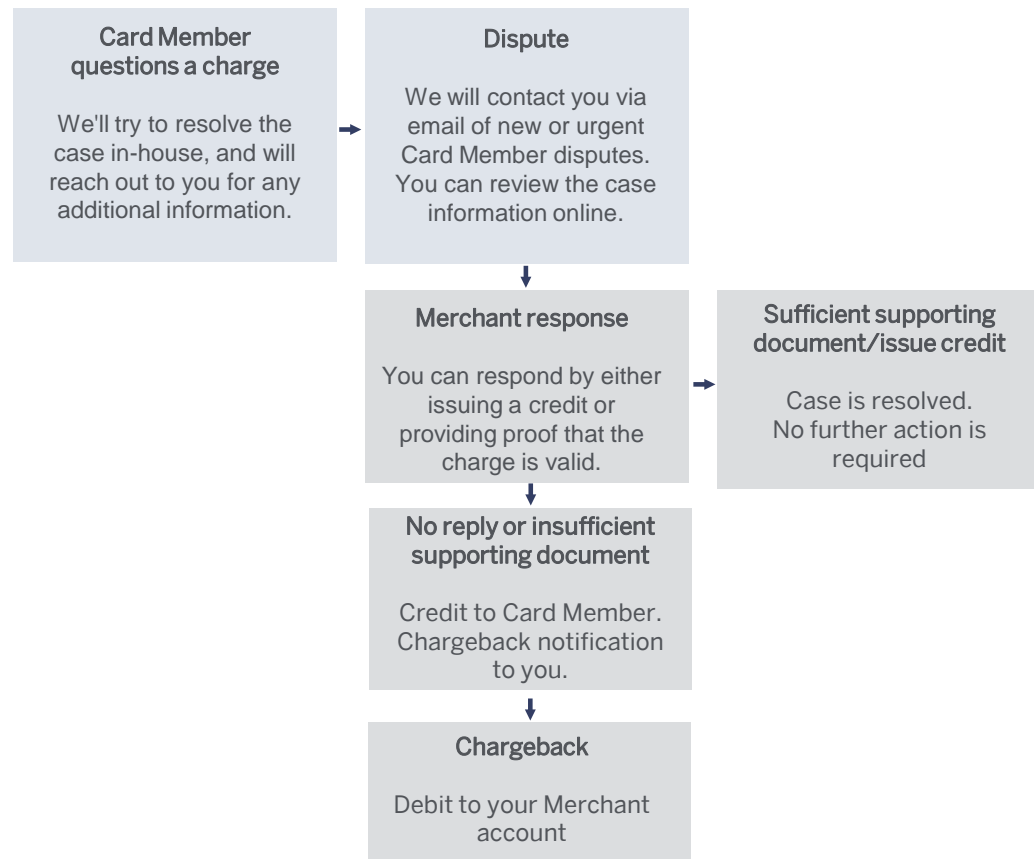 Card Member
questions a charge
We'll try to resolve the
case in-house, and will
reach out to you for any
additional information.
Dispute
We will contact you via
email of new or urgent
Card Member disputes.
You can review the case
information online.
Merchant response
You can respond by either
issuing a credit or
providing proof that the
charge is valid.
Sufficient supporting
document/issue credit
Case is resolved.
No further action is
required
No reply or insufficient
supporting document
Credit to Card Member.
Chargeback notification
to you.
Chargeback
Debit to your Merchant
account